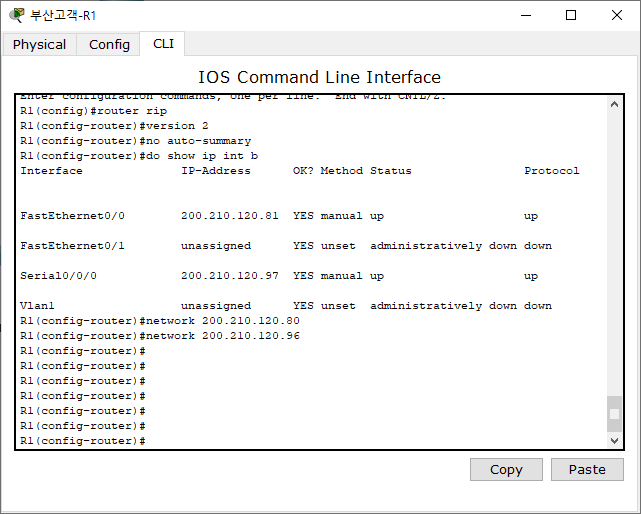 부산고객-R1
Physical Config CLI
IOS Command Line Interface
Enter configuration commands, one per line. End with CNTL/Z.
R1(config)#router rip
R1(config-router)#version 2
R1(config-router)#no auto-summary
R1(config-router)#do show ip int b
Interface IP-Address OK? Method Status Protocol
FastEthernet0/0 200.210.120.81 YES manual up up
FastEthernet0/1 unassigned YES unset administratively down down
Serial0/0/0 200.210.120.97 YES manual up up
Vlan1 unassigned YES unset administratively down down
R1(config-router)#network 200.210.120.80
R1(config-router)#network 200.210.120.96
R1(config-router)#
R1(config-router)#
R1(config-router)#
R1(config-router)#
R1(config-router)#
R1(config-router)#
R1(config-router)#
Copy Paste